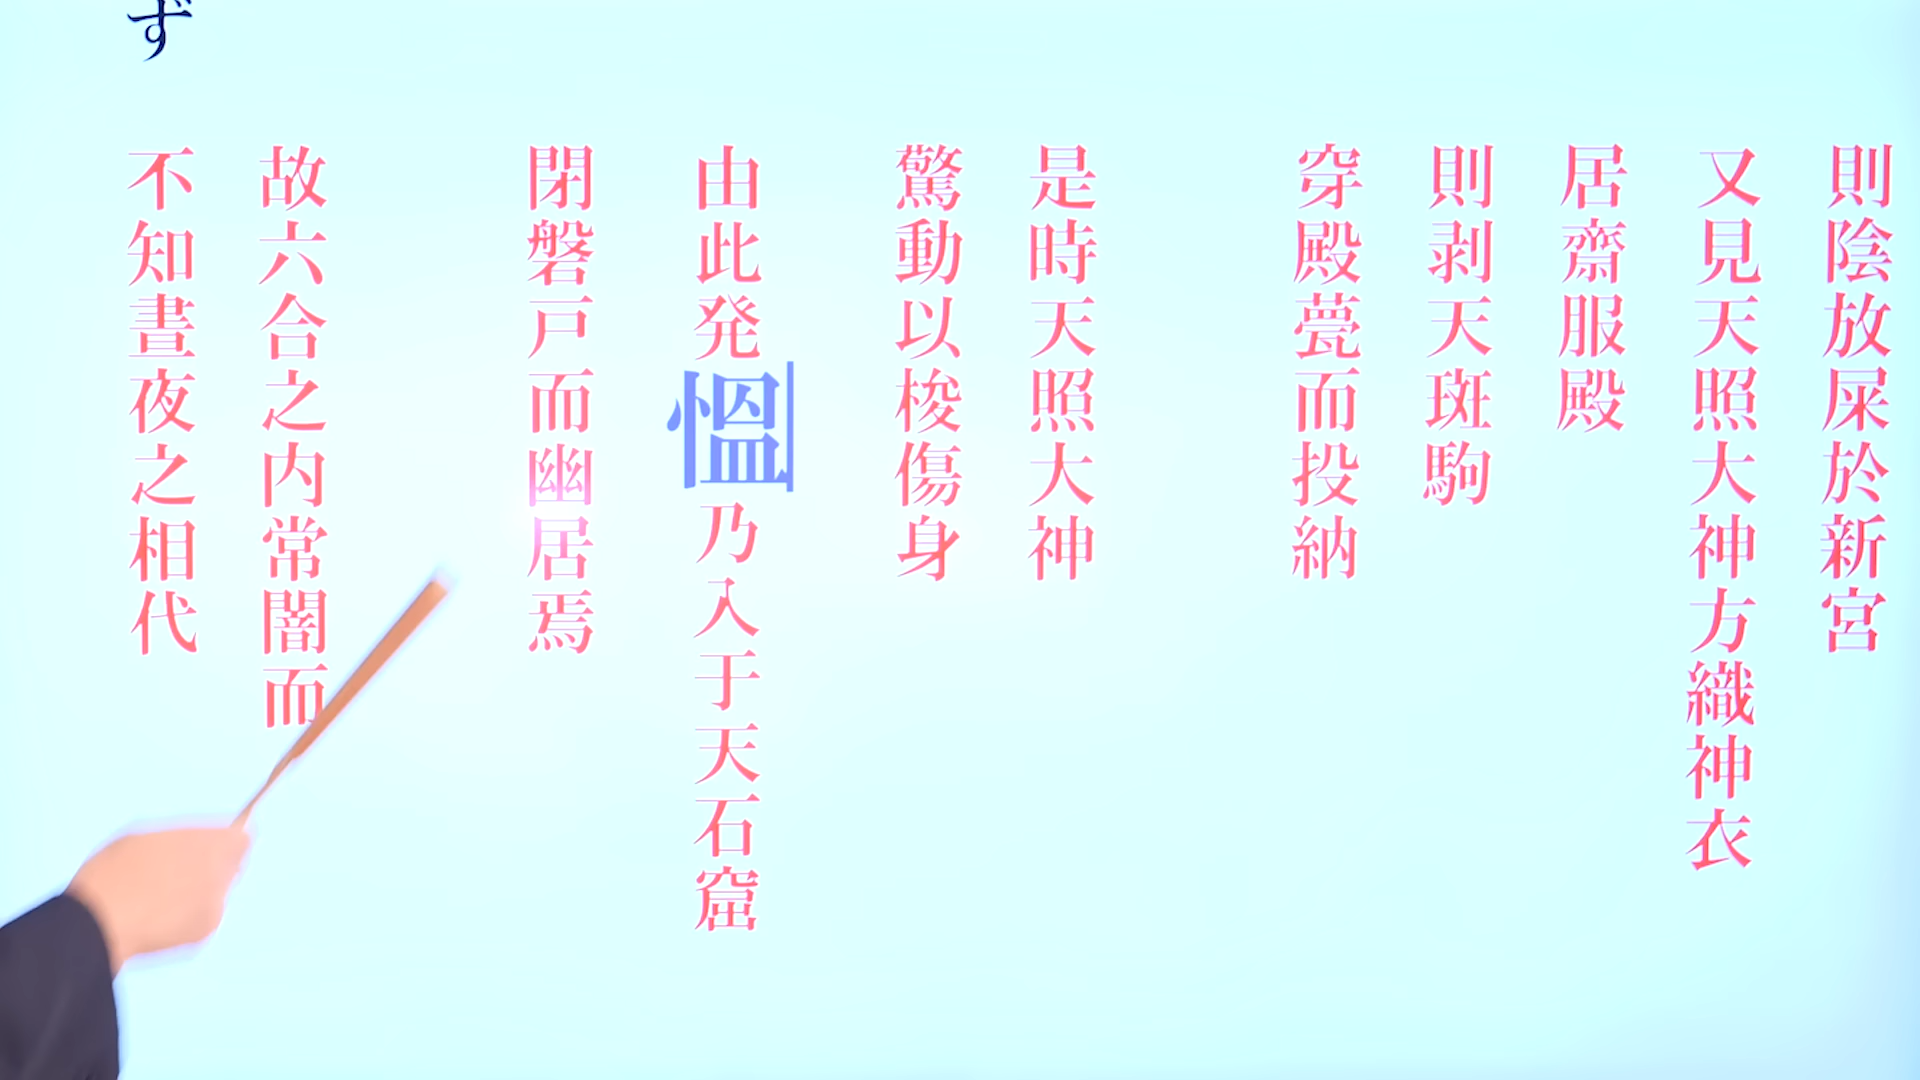 則陰放屎於新宮
又見天照大神方織神衣
居齋服殿
則剥天斑駒
穿殿甍而投納
是時天照大神
驚動以梭傷身
由此発慍乃入于天石窟
閉磐戸而幽居焉
故六合之内常闇而
不知晝夜之相代
ず